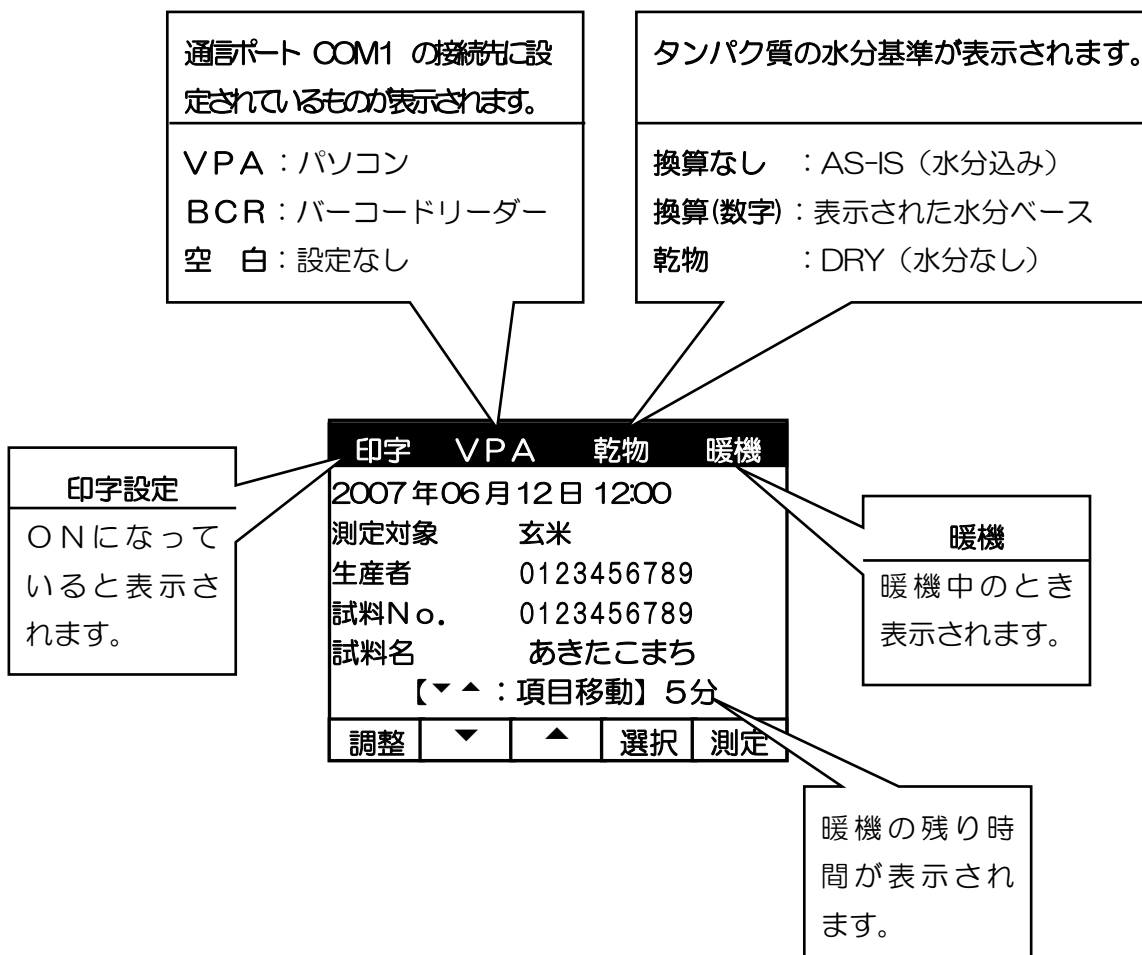 通信ポート COM1 の接続先に設
定されているものが表示されます。
VPA：パソコン
BCR：バーコードリーダー
空　白：設定なし
タンパク質の水分基準が表示されます。
換算なし　：AS-IS（水分込み）
換算(数字)：表示された水分ベース
乾物　　　：DRY（水分なし）
印字設定
ONになって
いると表示さ
れます。
印字　VPA　乾物　暖機
2007年06月12日 12:00
測定対象　玄米
生産者　0123456789
試料No.　0123456789
試料名　あきたこまち
【▼▲：項目移動】5分
調整　▼　▲　選択　測定
暖機
暖機中のとき
表示されます。
暖機の残り時
間が表示され
ます。